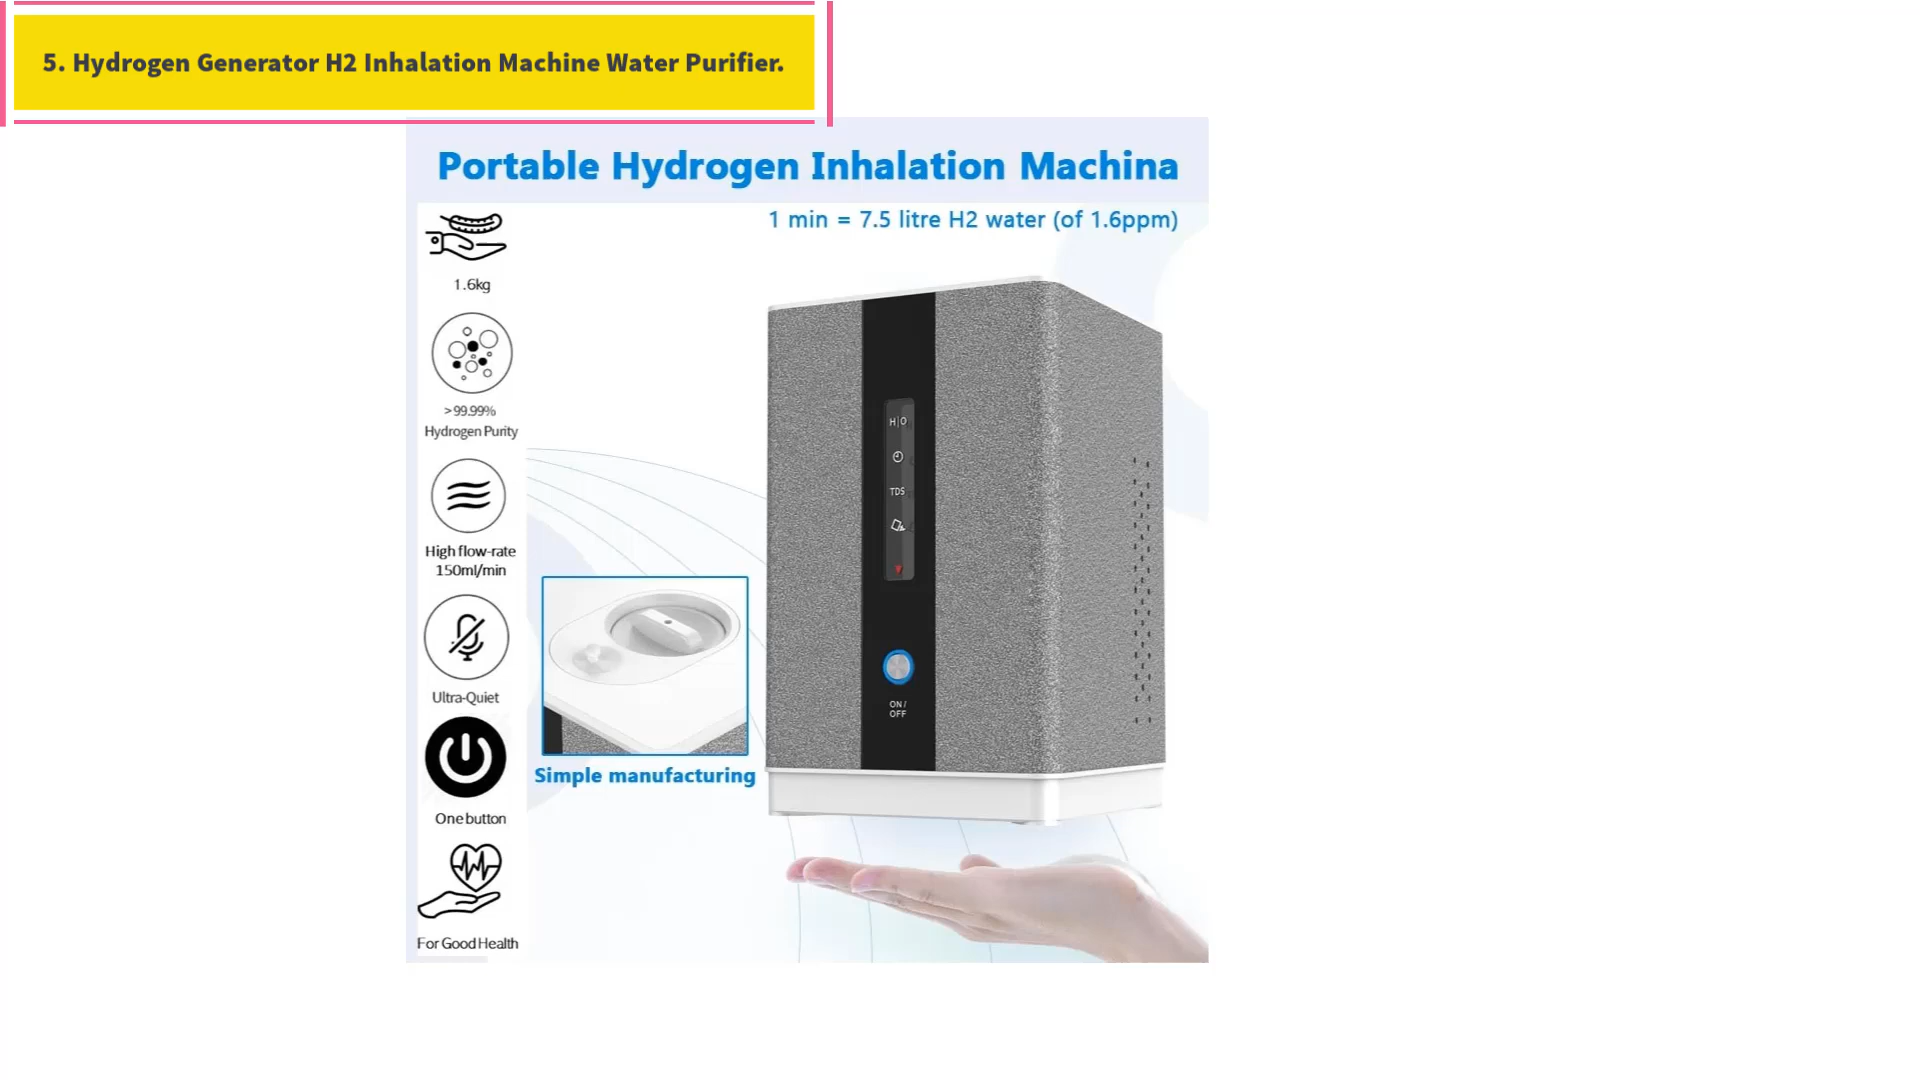 5. Hydrogen Generator H2 Inhalation Machine Water Purifier.
Portable Hydrogen Inhalation Machina
1 min = 7.5 litre H2 water (of 1.6ppm)
1.6kg
>99.99%
Hydrogen Purity
High flow-rate
150ml/min
Ultra-Quiet
One button
For Good Health
Simple manufacturing
H|O
TDS
ON /
OFF